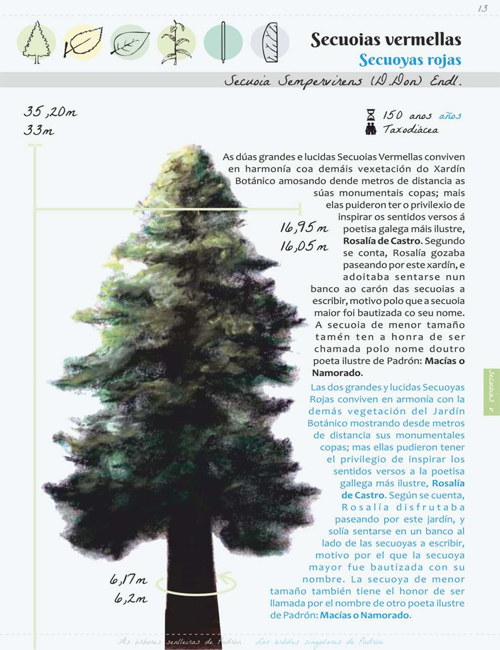 13
Secuoias vermellas
Secuoyas rojas
Secuoia Sempervirens (D.Don) Endl.
35,20m
33m
150 anos años
Taxodiácea
As dúas grandes e lucidas Secuoias Vermellas conviven
en harmonía coa demáis vexetación do Xardín
Botánico amosando dende metros de distancia as
súas monumentais copas; mais
elas puideron ter o privilexio de
inspirar os sentidos versos á
poetisa galega máis ilustre,
Rosalía de Castro. Segundo
se conta, Rosalía gozaba
paseando por este xardín, e
adoitaba sentarse nun
banco ao carón das secuoias a
escribir, motivo polo que a secuoia
maior foi bautizada co seu nome.
A secuoia de menor tamaño
tamén ten a honra de ser
chamada polo nome doutro
poeta ilustre de Padrón: Macías o
Namorado.
16,95m
16,05m
Las dos grandes y lucidas Secuoyas
Rojas conviven en armonía con la
demás vegetación del Jardín
Botánico mostrando desde metros
de distancia sus monumentales
copas; mas ellas pudieron tener
el privilegio de inspirar los
sentidos versos a la poetisa
gallega más ilustre, Rosalía
de Castro. Según se cuenta,
Rosalía disfrutaba
paseando por este jardín, y
solía sentarse en un banco al
lado de las secuoyas a escribir,
motivo por el que la secuoya
mayor fue bautizada con su
nombre. La secuoya de menor
tamaño también tiene el honor de ser
llamada por el nombre de otro poeta ilustre
de Padrón: Macías o Namorado.
6,17m
6,2m
Secuoias v.
As árbores senlleiras de Padrón Los árboles singulares de Padrón